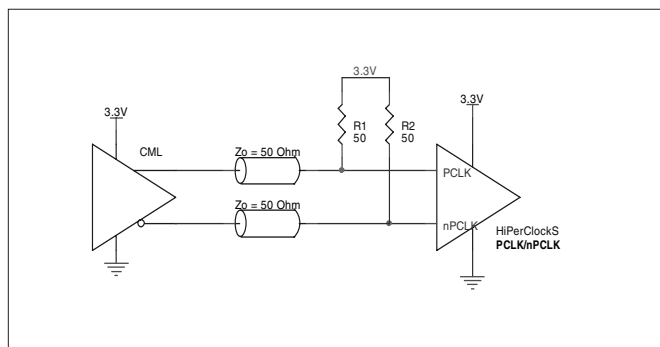 3.3V
3.3V
3.3V
R1
50
R2
50
CML
Zo = 50 Ohm
PCLK
Zo = 50 Ohm
nPCLK
HiPerClockS
PCLK/nPCLK